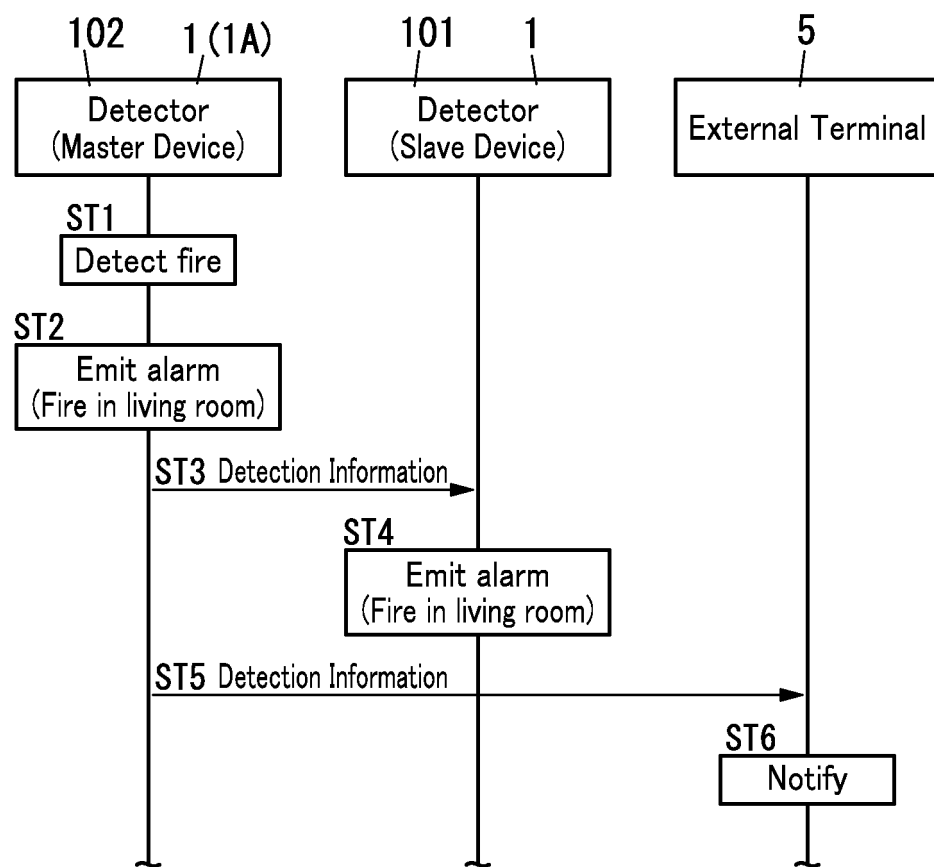 102 1(1A) 101 1 5
Detector
(Master Device)
Detector
(Slave Device)
External Terminal
ST1
Detect fire
ST2
Emit alarm
(Fire in living room)
ST3 Detection Information
ST4
Emit alarm
(Fire in living room)
ST5 Detection Information
ST6
Notify